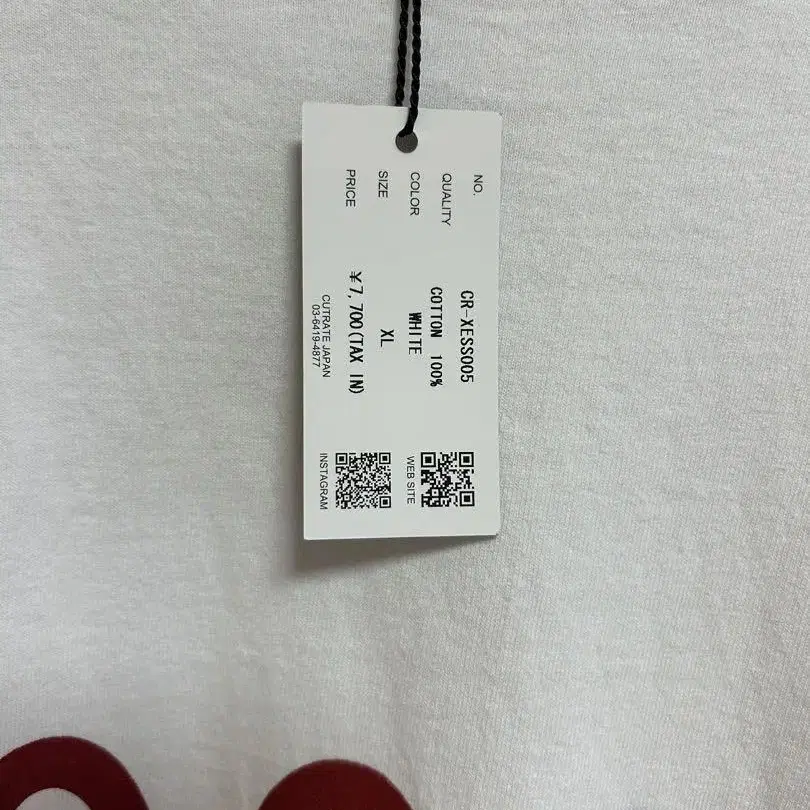 NO. CR-XESS005
QUALITY COTTON 100%
COLOR WHITE
SIZE XL
PRICE ¥7,700(TAX IN)
CUTRATE JAPAN
03-6419-4877
WEB SITE
INSTAGRAM